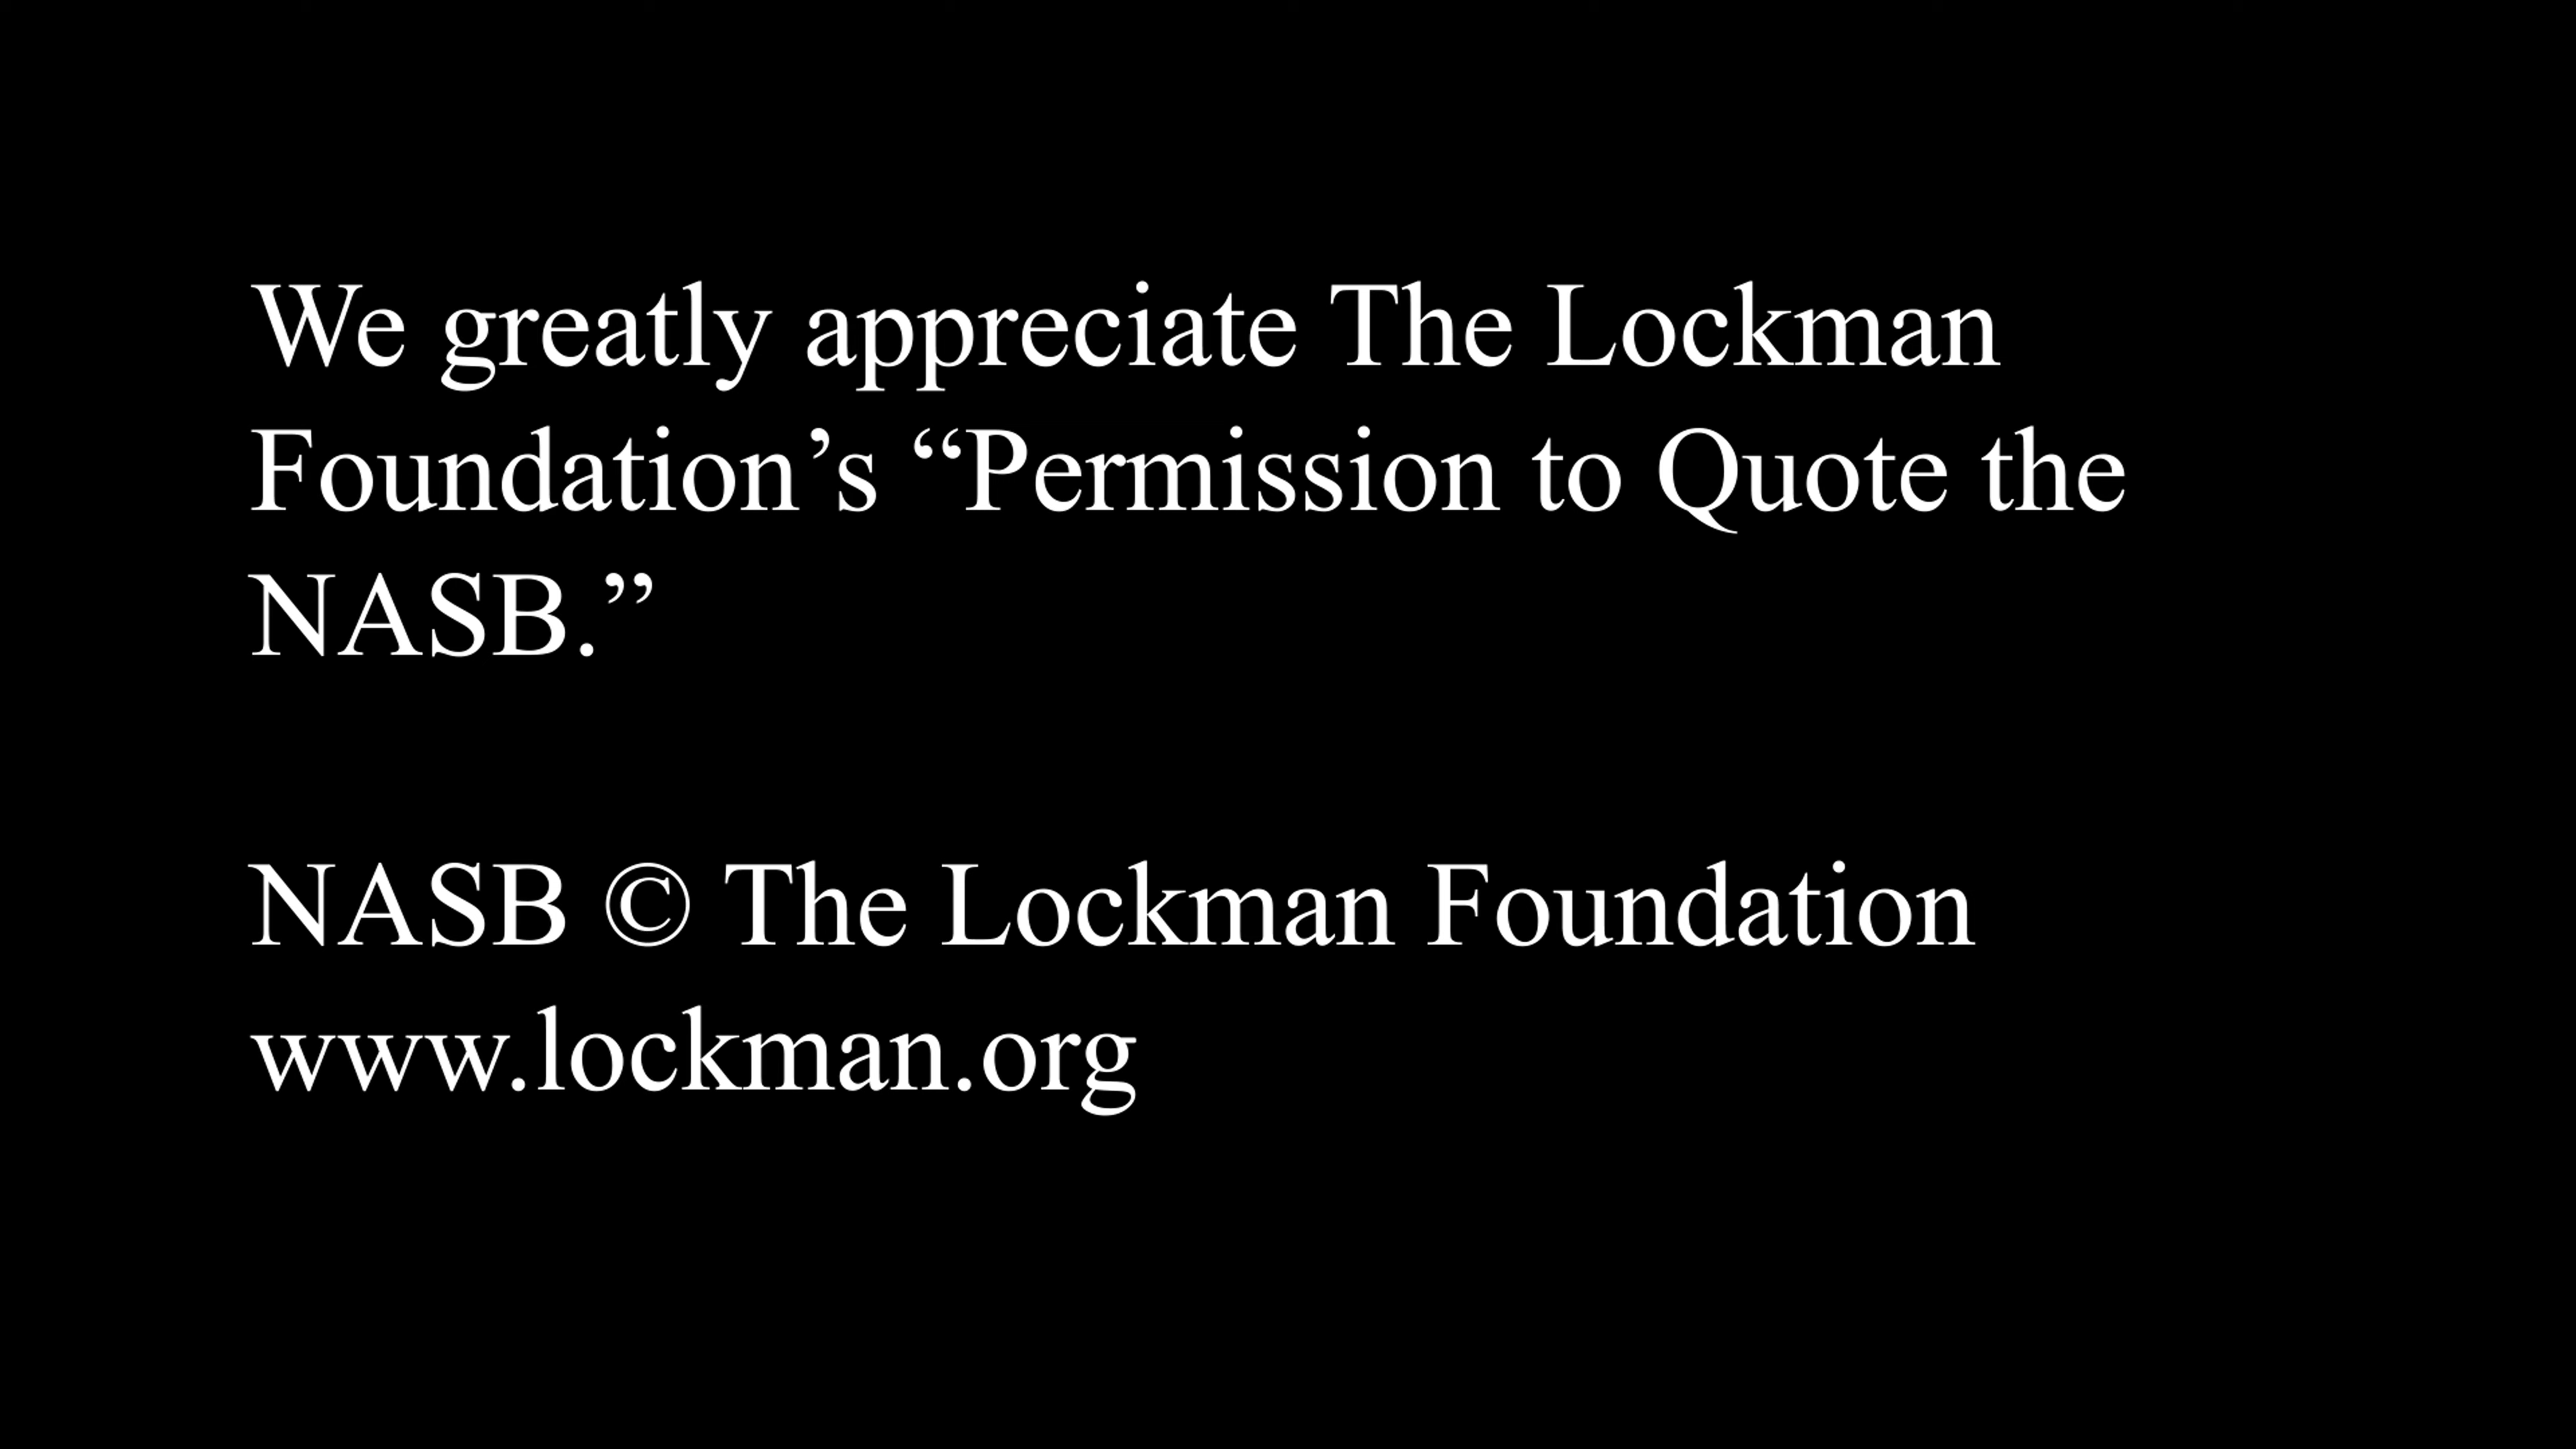 We greatly appreciate The Lockman
Foundation’s “Permission to Quote the
NASB.”
NASB © The Lockman Foundation
www.lockman.org